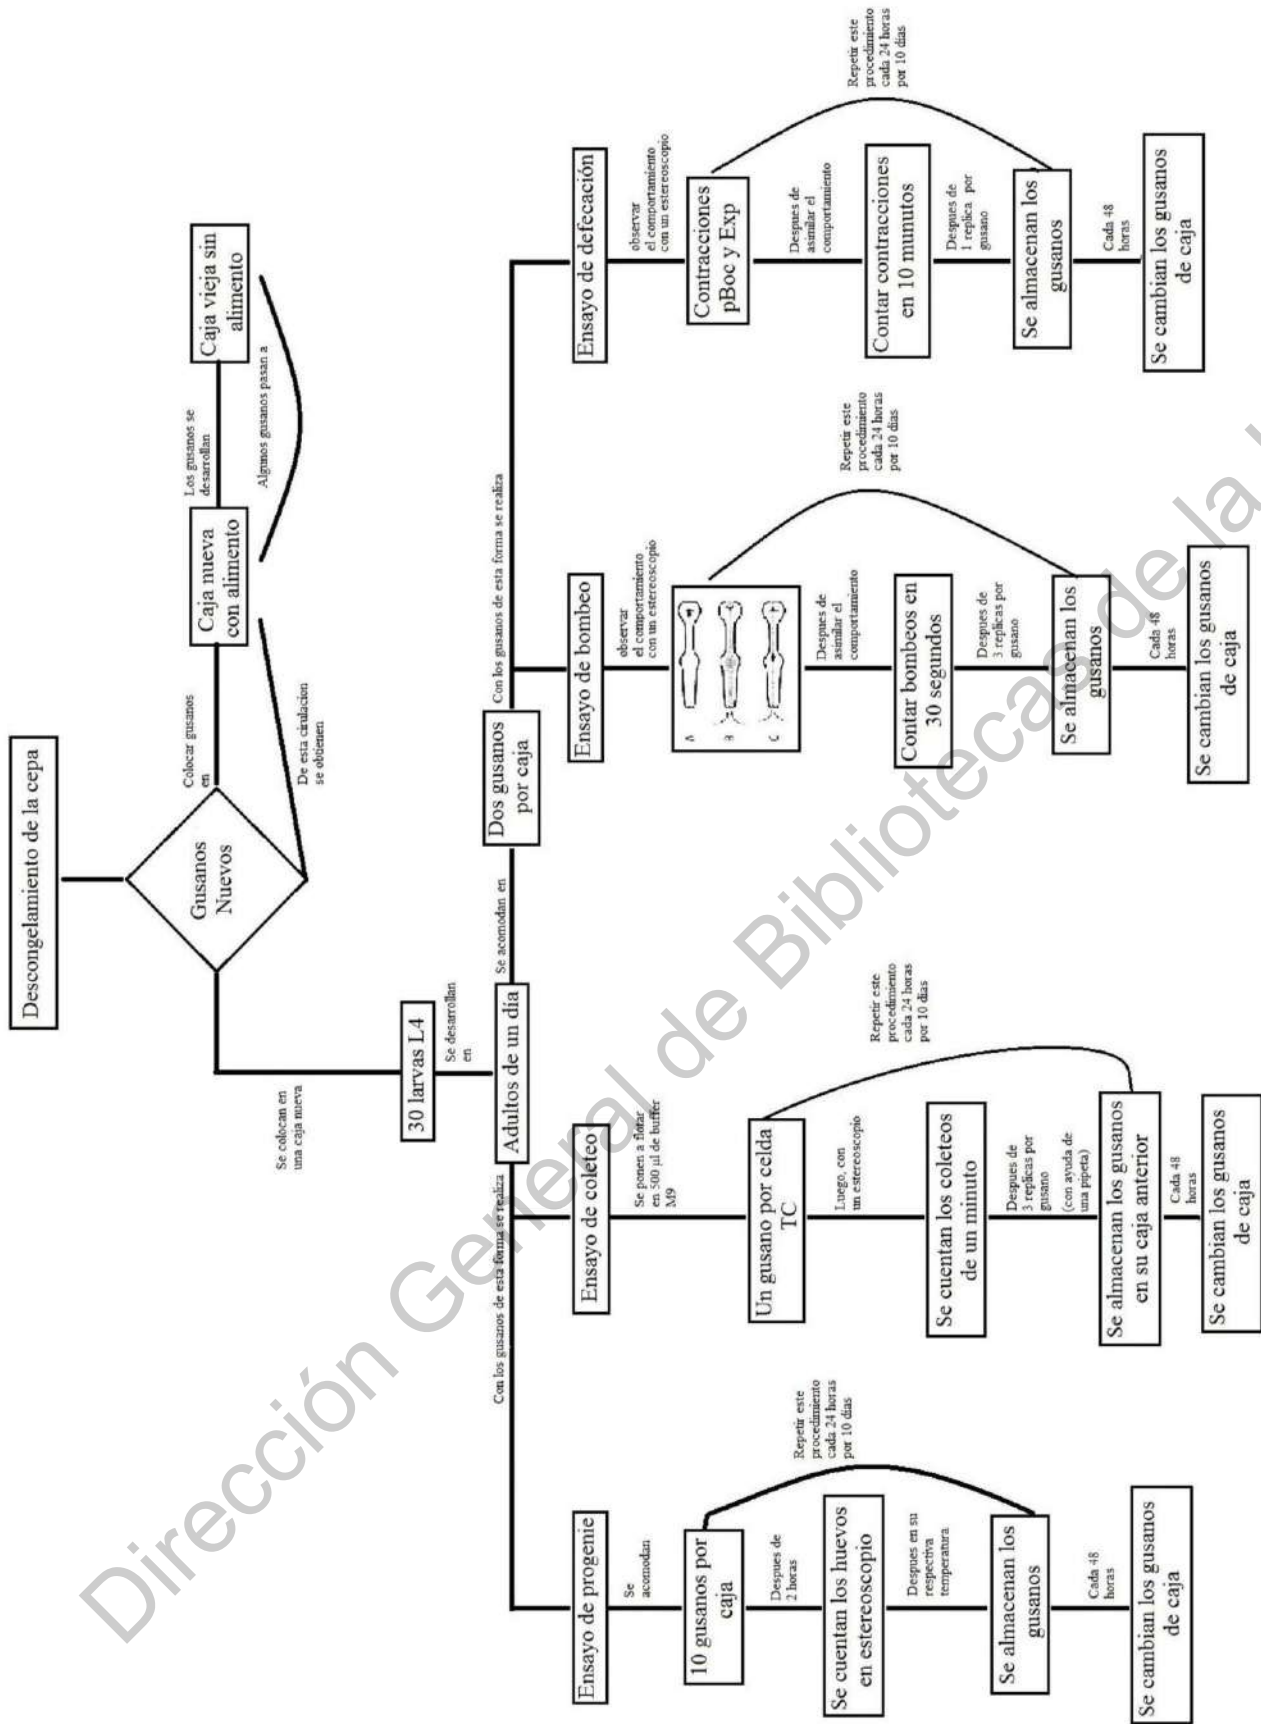 Descongelamiento de la cepa
Gusanos
Nuevos
Colocar gusanos
en
Caja nueva
con alimento
Los gusanos se
desarrollan
Caja vieja sin
alimento
Algunos gusanos pasan a
De esta cirulacion
se obtienen
Se colocan en
una caja nueva
30 larvas L4
Se desarrollan
en
Adultos de un día
Se acomodan en
Dos gusanos
por caja
Con los gusanos de esta forma se realiza
Con los gusanos de esta forma se realiza
Ensayo de progenie
Se
acomodan
10 gusanos por
caja
Despues de
2 horas
Se cuentan los huevos
en estereoscopio
Despues en su
respectiva
temperatura
Se almacenan los
gusanos
Cada 48
horas
Se cambian los gusanos
de caja
Repetir este
procedimiento
cada 24 horas
por 10 dias
Ensayo de coleteo
Se ponen a flotar
en 500 µl de buffer
M9
Un gusano por celda
TC
Luego, con
un estereoscopio
Se cuentan los coleteos
de un minuto
Despues de
3 replicas por
gusano
(con ayuda de
una pipeta)
Se almacenan los gusanos
en su caja anterior
Cada 48
horas
Se cambian los gusanos
de caja
Repetir este
procedimiento
cada 24 horas
por 10 dias
Ensayo de bombeo
observar
el comportamiento
con un estereoscopio
A
B
C
Despues de
asimilar el
comportamiento
Contar bombeos en
30 segundos
Despues de
3 replicas por
gusano
Se almacenan los
gusanos
Cada 48
horas
Se cambian los gusanos
de caja
Repetir este
procedimiento
cada 24 horas
por 10 dias
Ensayo de defecación
observar
el comportamiento
con un estereoscopio
Contracciones
pBoc y Exp
Despues de
asimilar el
comportamiento
Contar contracciones
en 10 munutos
Despues de
1 replica por
gusano
Se almacenan los
gusanos
Cada 48
horas
Se cambian los gusanos
de caja
Repetir este
procedimiento
cada 24 horas
por 10 dias
Dirección General de Bibliotecas de la